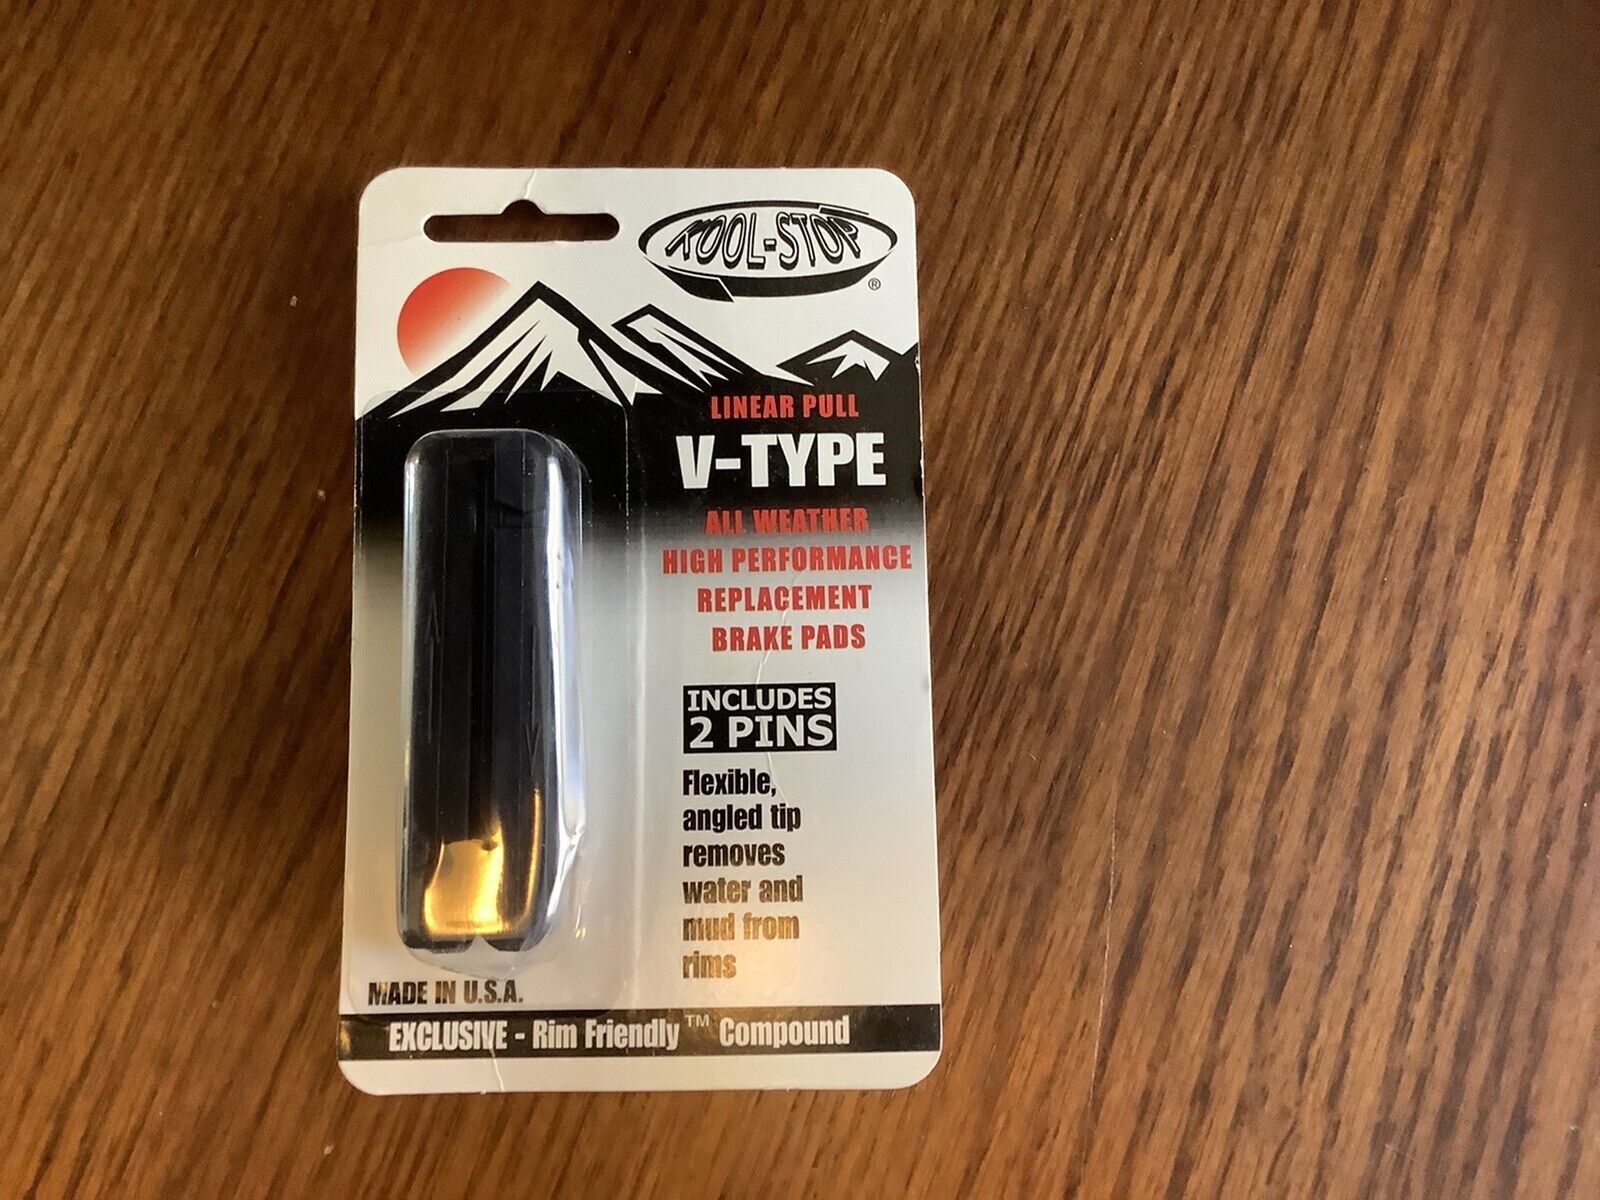 KOOL-STOP
®
LINEAR PULL
V-TYPE
ALL WEATHER
HIGH PERFORMANCE
REPLACEMENT
BRAKE PADS
INCLUDES
2 PINS
Flexible,
angled tip
removes
water and
mud from
rims
MADE IN U.S.A.
EXCLUSIVE - Rim Friendly™ Compound